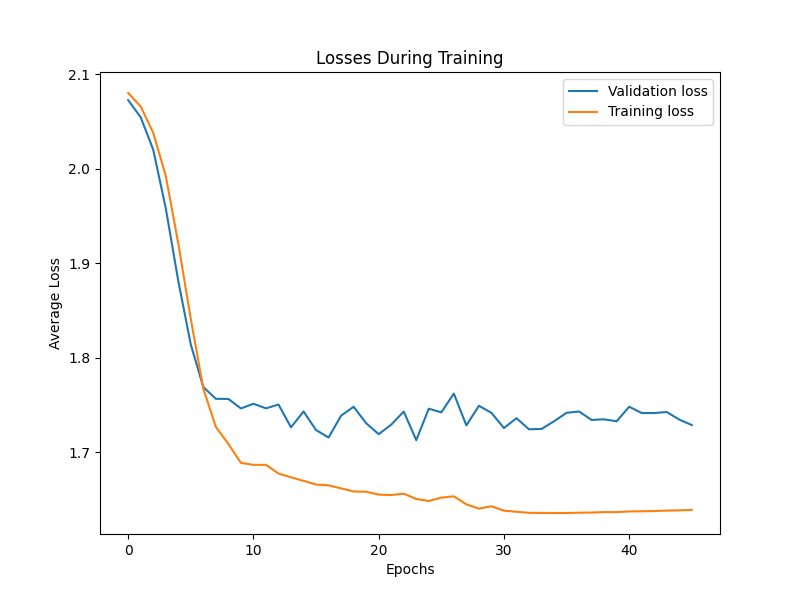 Losses During Training
Validation loss
Training loss
2.1
2.0
1.9
1.8
1.7
Average Loss
0
10
20
30
40
Epochs